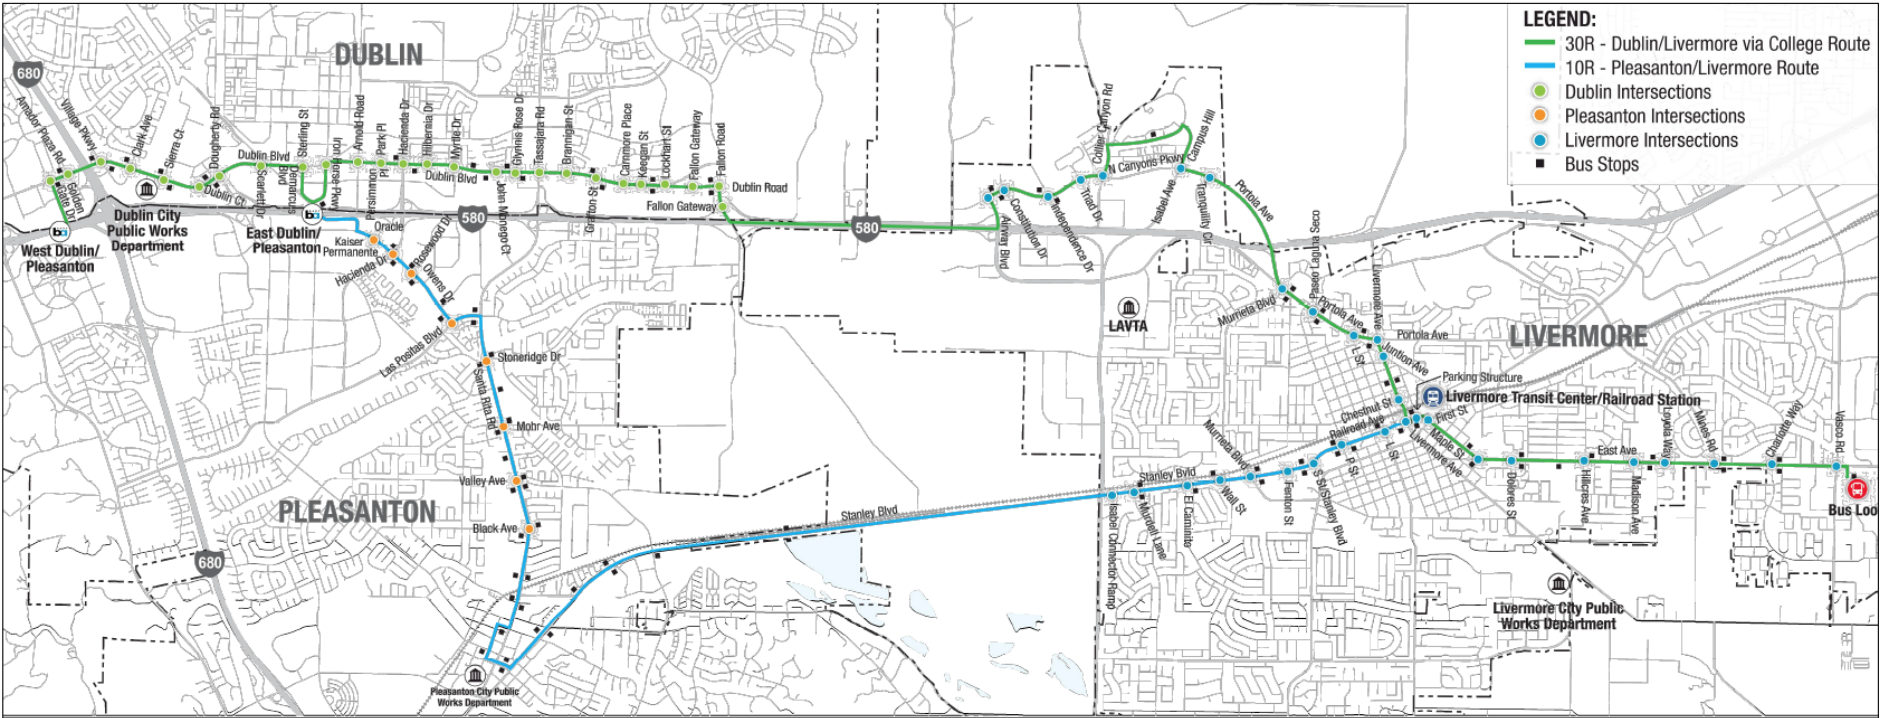 LEGEND:
30R - Dublin/Livermore via College Route
10R - Pleasanton/Livermore Route
Dublin Intersections
Pleasanton Intersections
Livermore Intersections
Bus Stops
DUBLIN
680
Amador Plaza Rd
Village Pkwy
Clark Ave
Sierra Ct
Dougherty Rd
Golden
Gate Dr
Dublin Ct
Dublin Blvd
Scarlett Dr
Demarcus
Blvd
Sterling St
Iron Horse Pkwy
Arnold Road
Persimmon
Pl
Park Pl
Hacienda Dr
Hibernia Dr
Myrtle Dr
Dublin Blvd
Glynnis Rose Dr
John Monego Ct
Tassajara Rd
Brannigan St
Grafton St
Cammore Place
Keegan St
Lockhart St
Fallon Gateway
Fallon Road
Dublin Road
Fallon Gateway
580
580
ba
West Dublin/
Pleasanton
Dublin City
Public Works
Department
ba
East Dublin/
Pleasanton
Oracle
Kaiser
Permanente
Hacienda Dr
Rosewood Dr
Owens Dr
Las Positas Blvd
Stoneridge Dr
Santa Rita Rd
Mohr Ave
Valley Ave
Black Ave
PLEASANTON
680
Pleasanton City Public
Works Department
Stanley Blvd
Airway Blvd
Constitution Dr
Independence Dr
Triad Dr
Collier Canyon Rd
N Canyons Pkwy
Campus Hill
Isabel Ave
Tranquility Cir
Portola Ave
LAVTA
Murrieta Blvd
Paseo Laguna Seco
Portola Ave
L St
Livermore Ave
Portola Ave
Juntion Ave
LIVERMORE
Parking Structure
Livermore Transit Center/Railroad Station
Chestnut St
Railroad Ave
First St
Maple St
Livermore Ave
L St
P St
S St/Stanley Blvd
Fenton St
Murrieta Blvd
Wall St
El Caminito
Stanley Blvd
Murdell Lane
Isabel Connector Ramp
Dolores St
Hillcres Ave
East Ave
Madison Ave
Loyola Way
Mines Rd
Charlotte Way
Vasco Rd
Bus Loo
Livermore City Public
Works Department